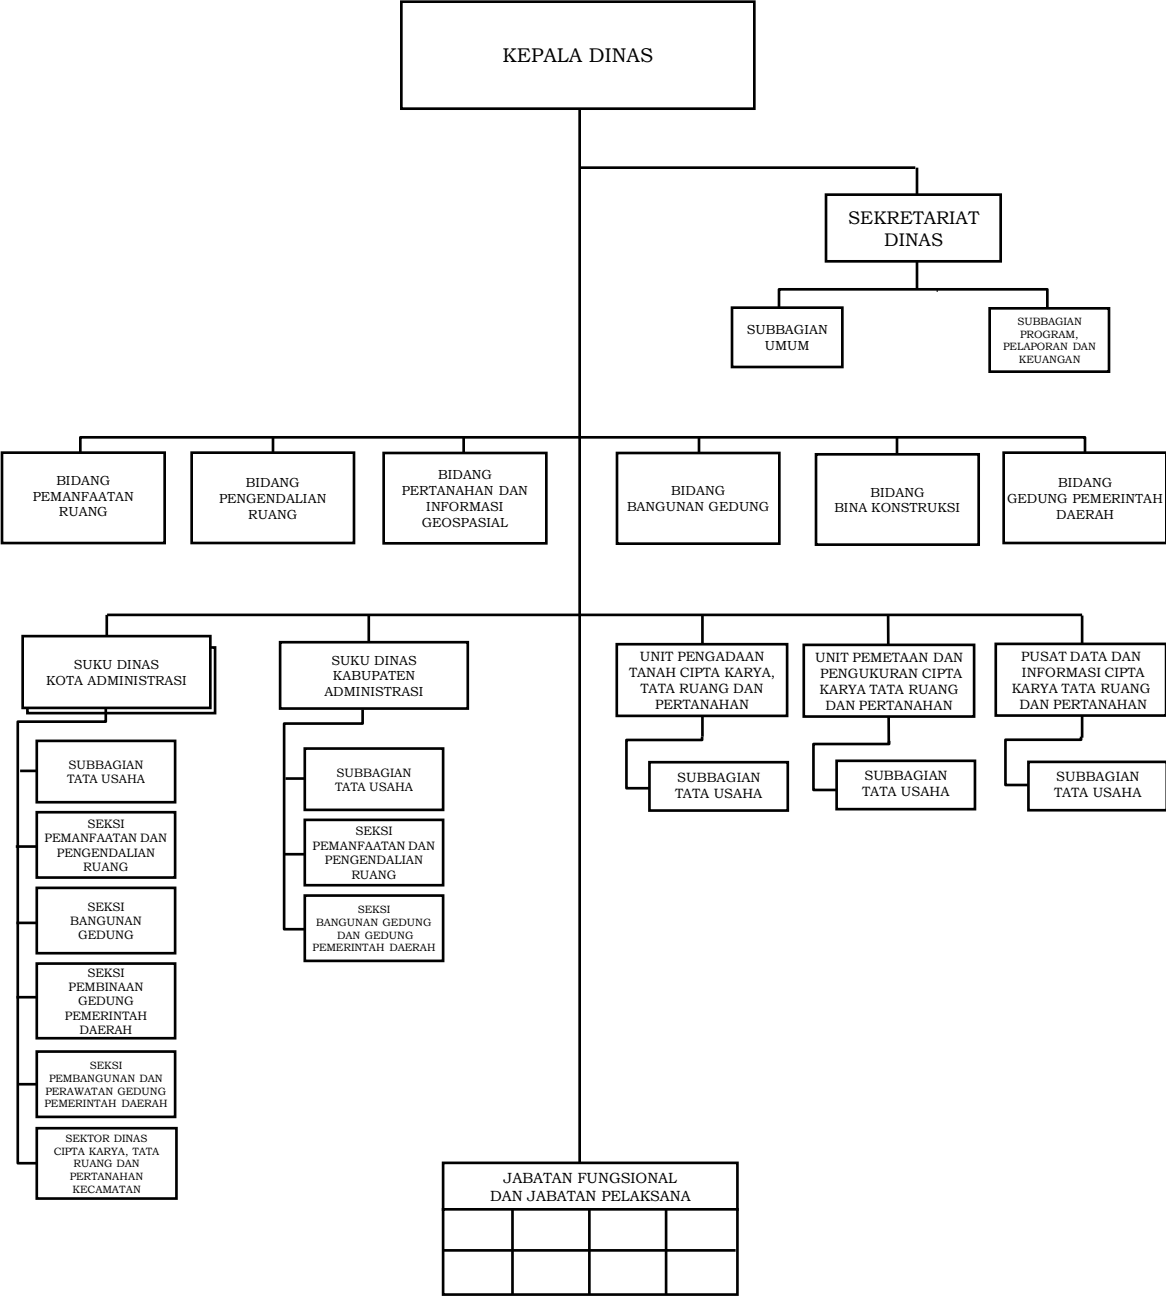 KEPALA DINAS
SEKRETARIAT
DINAS
SUBBAGIAN
UMUM
SUBBAGIAN
PROGRAM,
PELAPORAN DAN
KEUANGAN
BIDANG
PEMANFAATAN
RUANG
BIDANG
PENGENDALIAN
RUANG
BIDANG
PERTANAHAN DAN
INFORMASI
GEOSPASIAL
BIDANG
BANGUNAN GEDUNG
BIDANG
BINA KONSTRUKSI
BIDANG
GEDUNG PEMERINTAH
DAERAH
SUKU DINAS
KOTA ADMINISTRASI
SUBBAGIAN
TATA USAHA
SEKSI
PEMANFAATAN DAN
PENGENDALIAN
RUANG
SEKSI
BANGUNAN
GEDUNG
SEKSI
PEMBINAAN
GEDUNG
PEMERINTAH
DAERAH
SEKSI
PEMBANGUNAN DAN
PERAWATAN GEDUNG
PEMERINTAH DAERAH
SEKTOR DINAS
CIPTA KARYA, TATA
RUANG DAN
PERTANAHAN
KECAMATAN
SUKU DINAS
KABUPATEN
ADMINISTRASI
SUBBAGIAN
TATA USAHA
SEKSI
PEMANFAATAN DAN
PENGENDALIAN
RUANG
SEKSI
BANGUNAN GEDUNG
DAN GEDUNG
PEMERINTAH DAERAH
UNIT PENGADAAN
TANAH CIPTA KARYA,
TATA RUANG DAN
PERTANAHAN
SUBBAGIAN
TATA USAHA
UNIT PEMETAAN DAN
PENGUKURAN CIPTA
KARYA TATA RUANG
DAN PERTANAHAN
SUBBAGIAN
TATA USAHA
PUSAT DATA DAN
INFORMASI CIPTA
KARYA TATA RUANG
DAN PERTANAHAN
SUBBAGIAN
TATA USAHA
JABATAN FUNGSIONAL
DAN JABATAN PELAKSANA